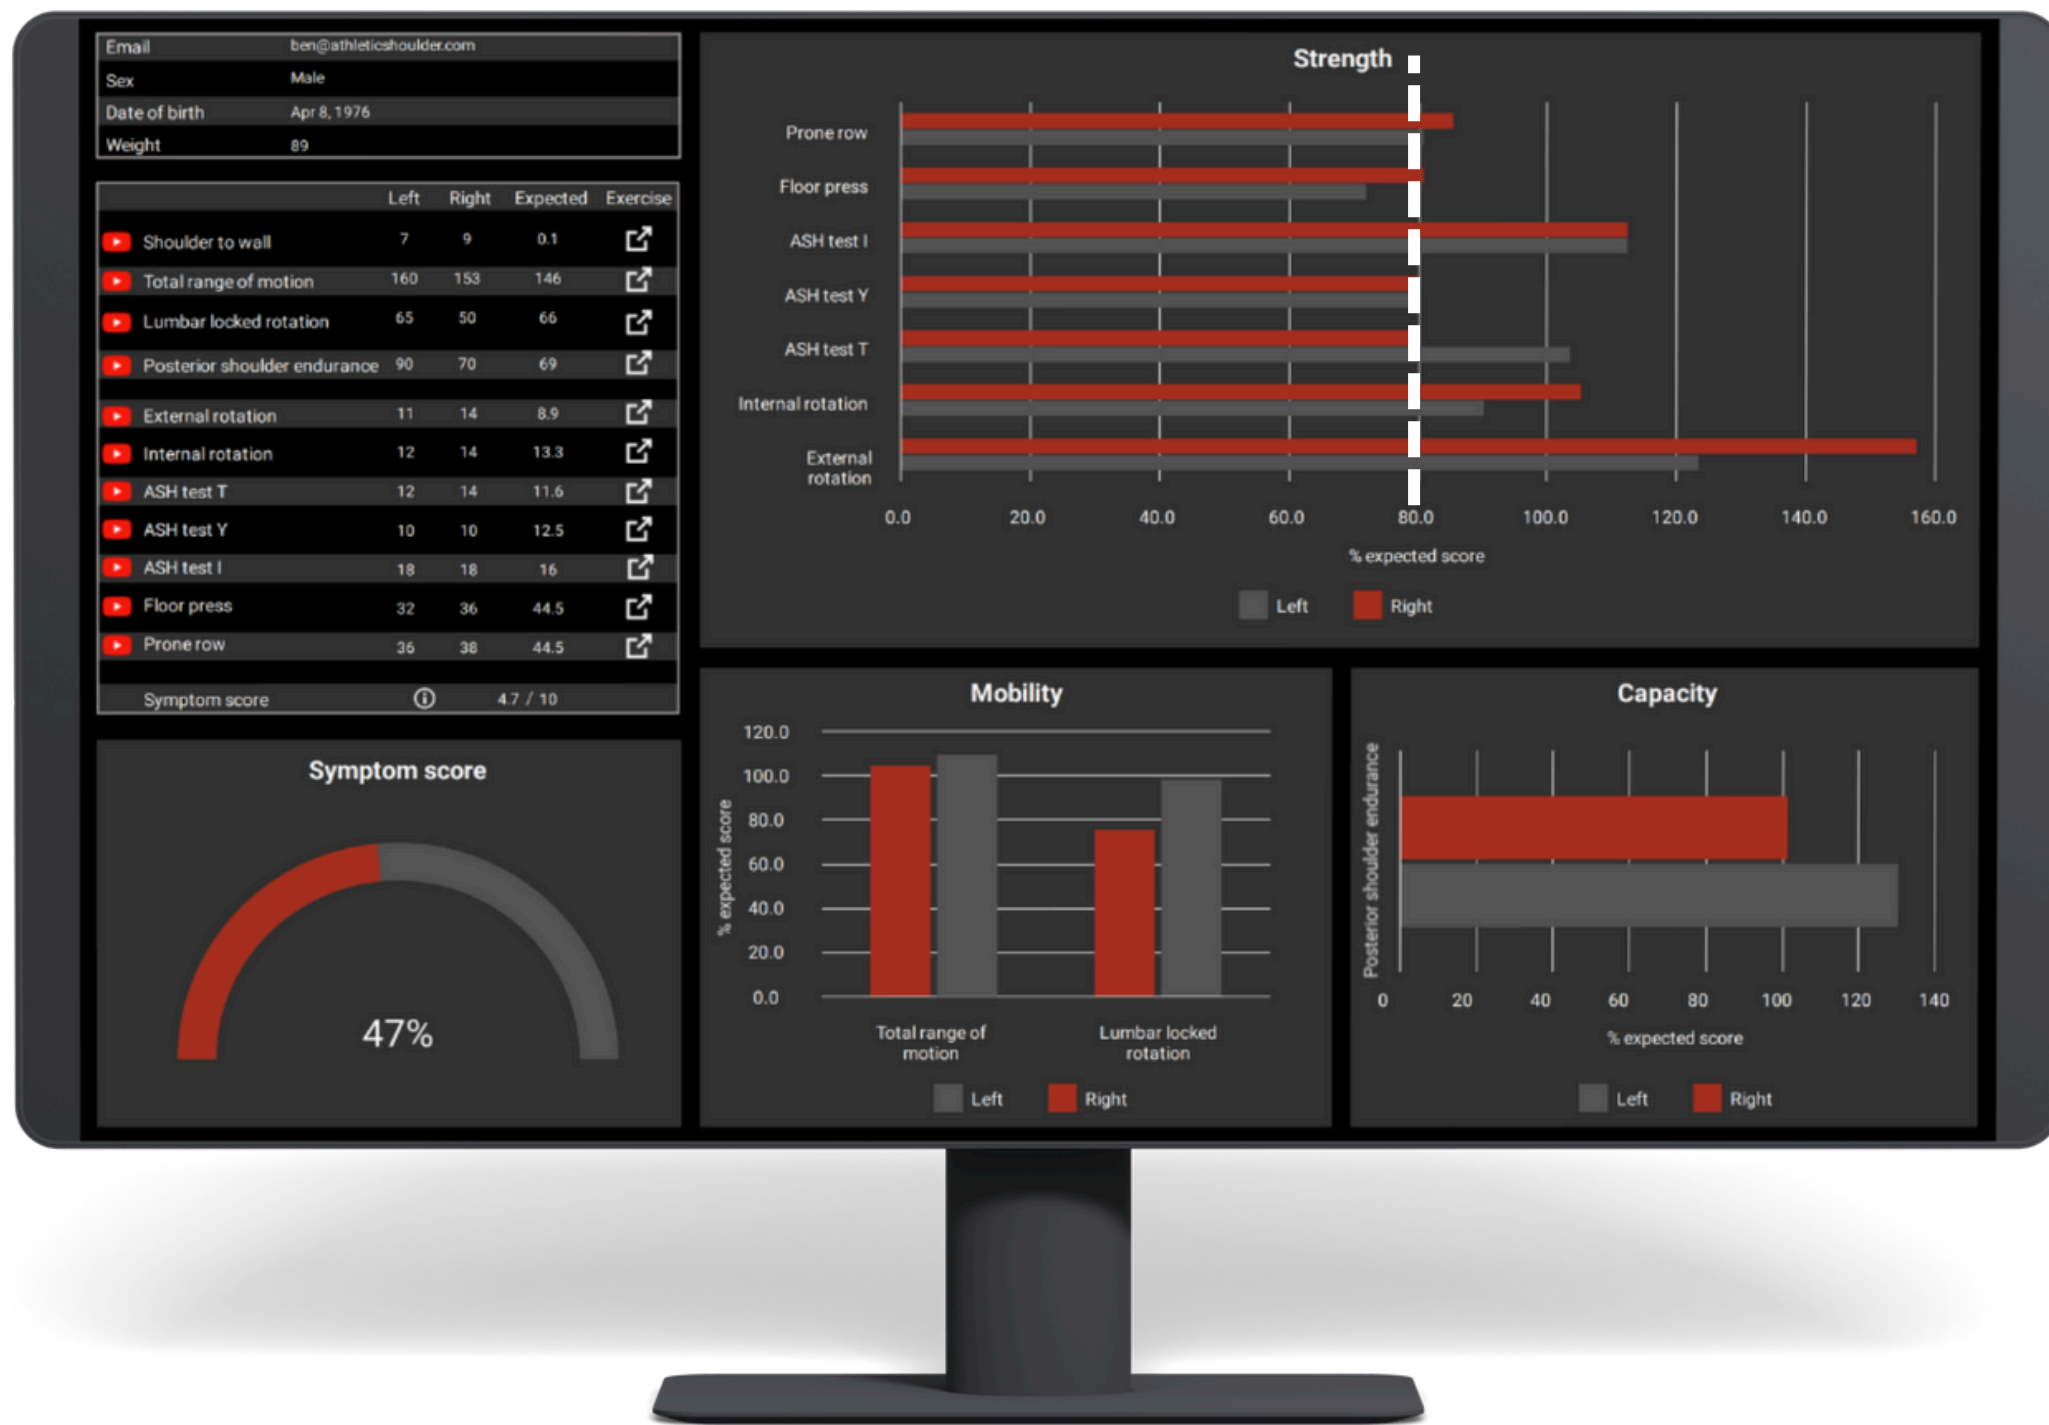 Email ben@athleticshoulder.com
Sex Male
Date of birth Apr 8, 1976
Weight 89
Left Right Expected Exercise
Shoulder to wall 7 9 0.1
Total range of motion 160 153 146
Lumbar locked rotation 65 50 66
Posterior shoulder endurance 90 70 69
External rotation 11 14 8.9
Internal rotation 12 14 13.3
ASH test T 12 14 11.6
ASH test Y 10 10 12.5
ASH test I 18 18 16
Floor press 32 36 44.5
Prone row 36 38 44.5
Symptom score 4.7 / 10
Symptom score
47%
Strength
Prone row
Floor press
ASH test I
ASH test Y
ASH test T
Internal rotation
External
rotation
0.0 20.0 40.0 60.0 80.0 100.0 120.0 140.0 160.0
% expected score
Left Right
Mobility
120.0
100.0
80.0
60.0
40.0
20.0
0.0
% expected score
Total range of
motion
Lumbar locked
rotation
Left Right
Capacity
Posterior shoulder endurance
0 20 40 60 80 100 120 140
% expected score
Left Right